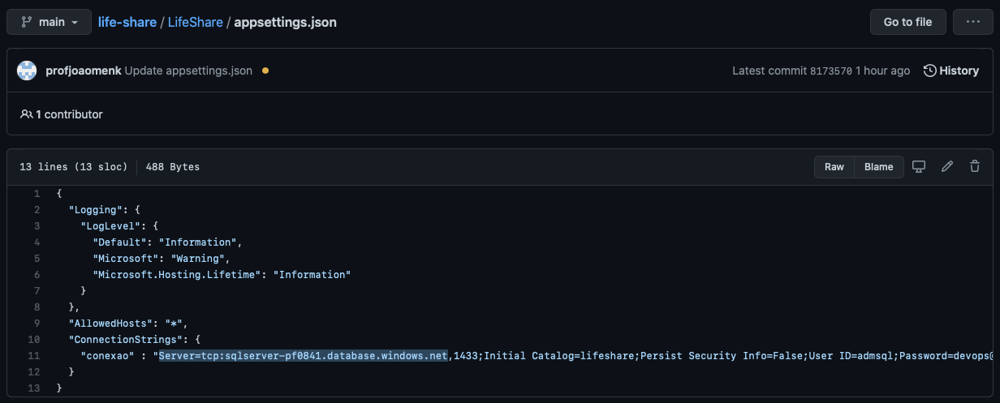 main life-share / LifeShare / appsettings.json Go to file ...
profjoaomenk Update appsettings.json Latest commit 8173570 1 hour ago History
1 contributor
13 lines (13 sloc) 488 Bytes Raw Blame
1 {
2 "Logging": {
3 "LogLevel": {
4 "Default": "Information",
5 "Microsoft": "Warning",
6 "Microsoft.Hosting.Lifetime": "Information"
7 }
8 },
9 "AllowedHosts": "*",
10 "ConnectionStrings": {
11 "conexao" : "Server=tcp:sqlserver-pf0841.database.windows.net,1433;Initial Catalog=lifeshare;Persist Security Info=False;User ID=admsql;Password=devops@
12 }
13 }